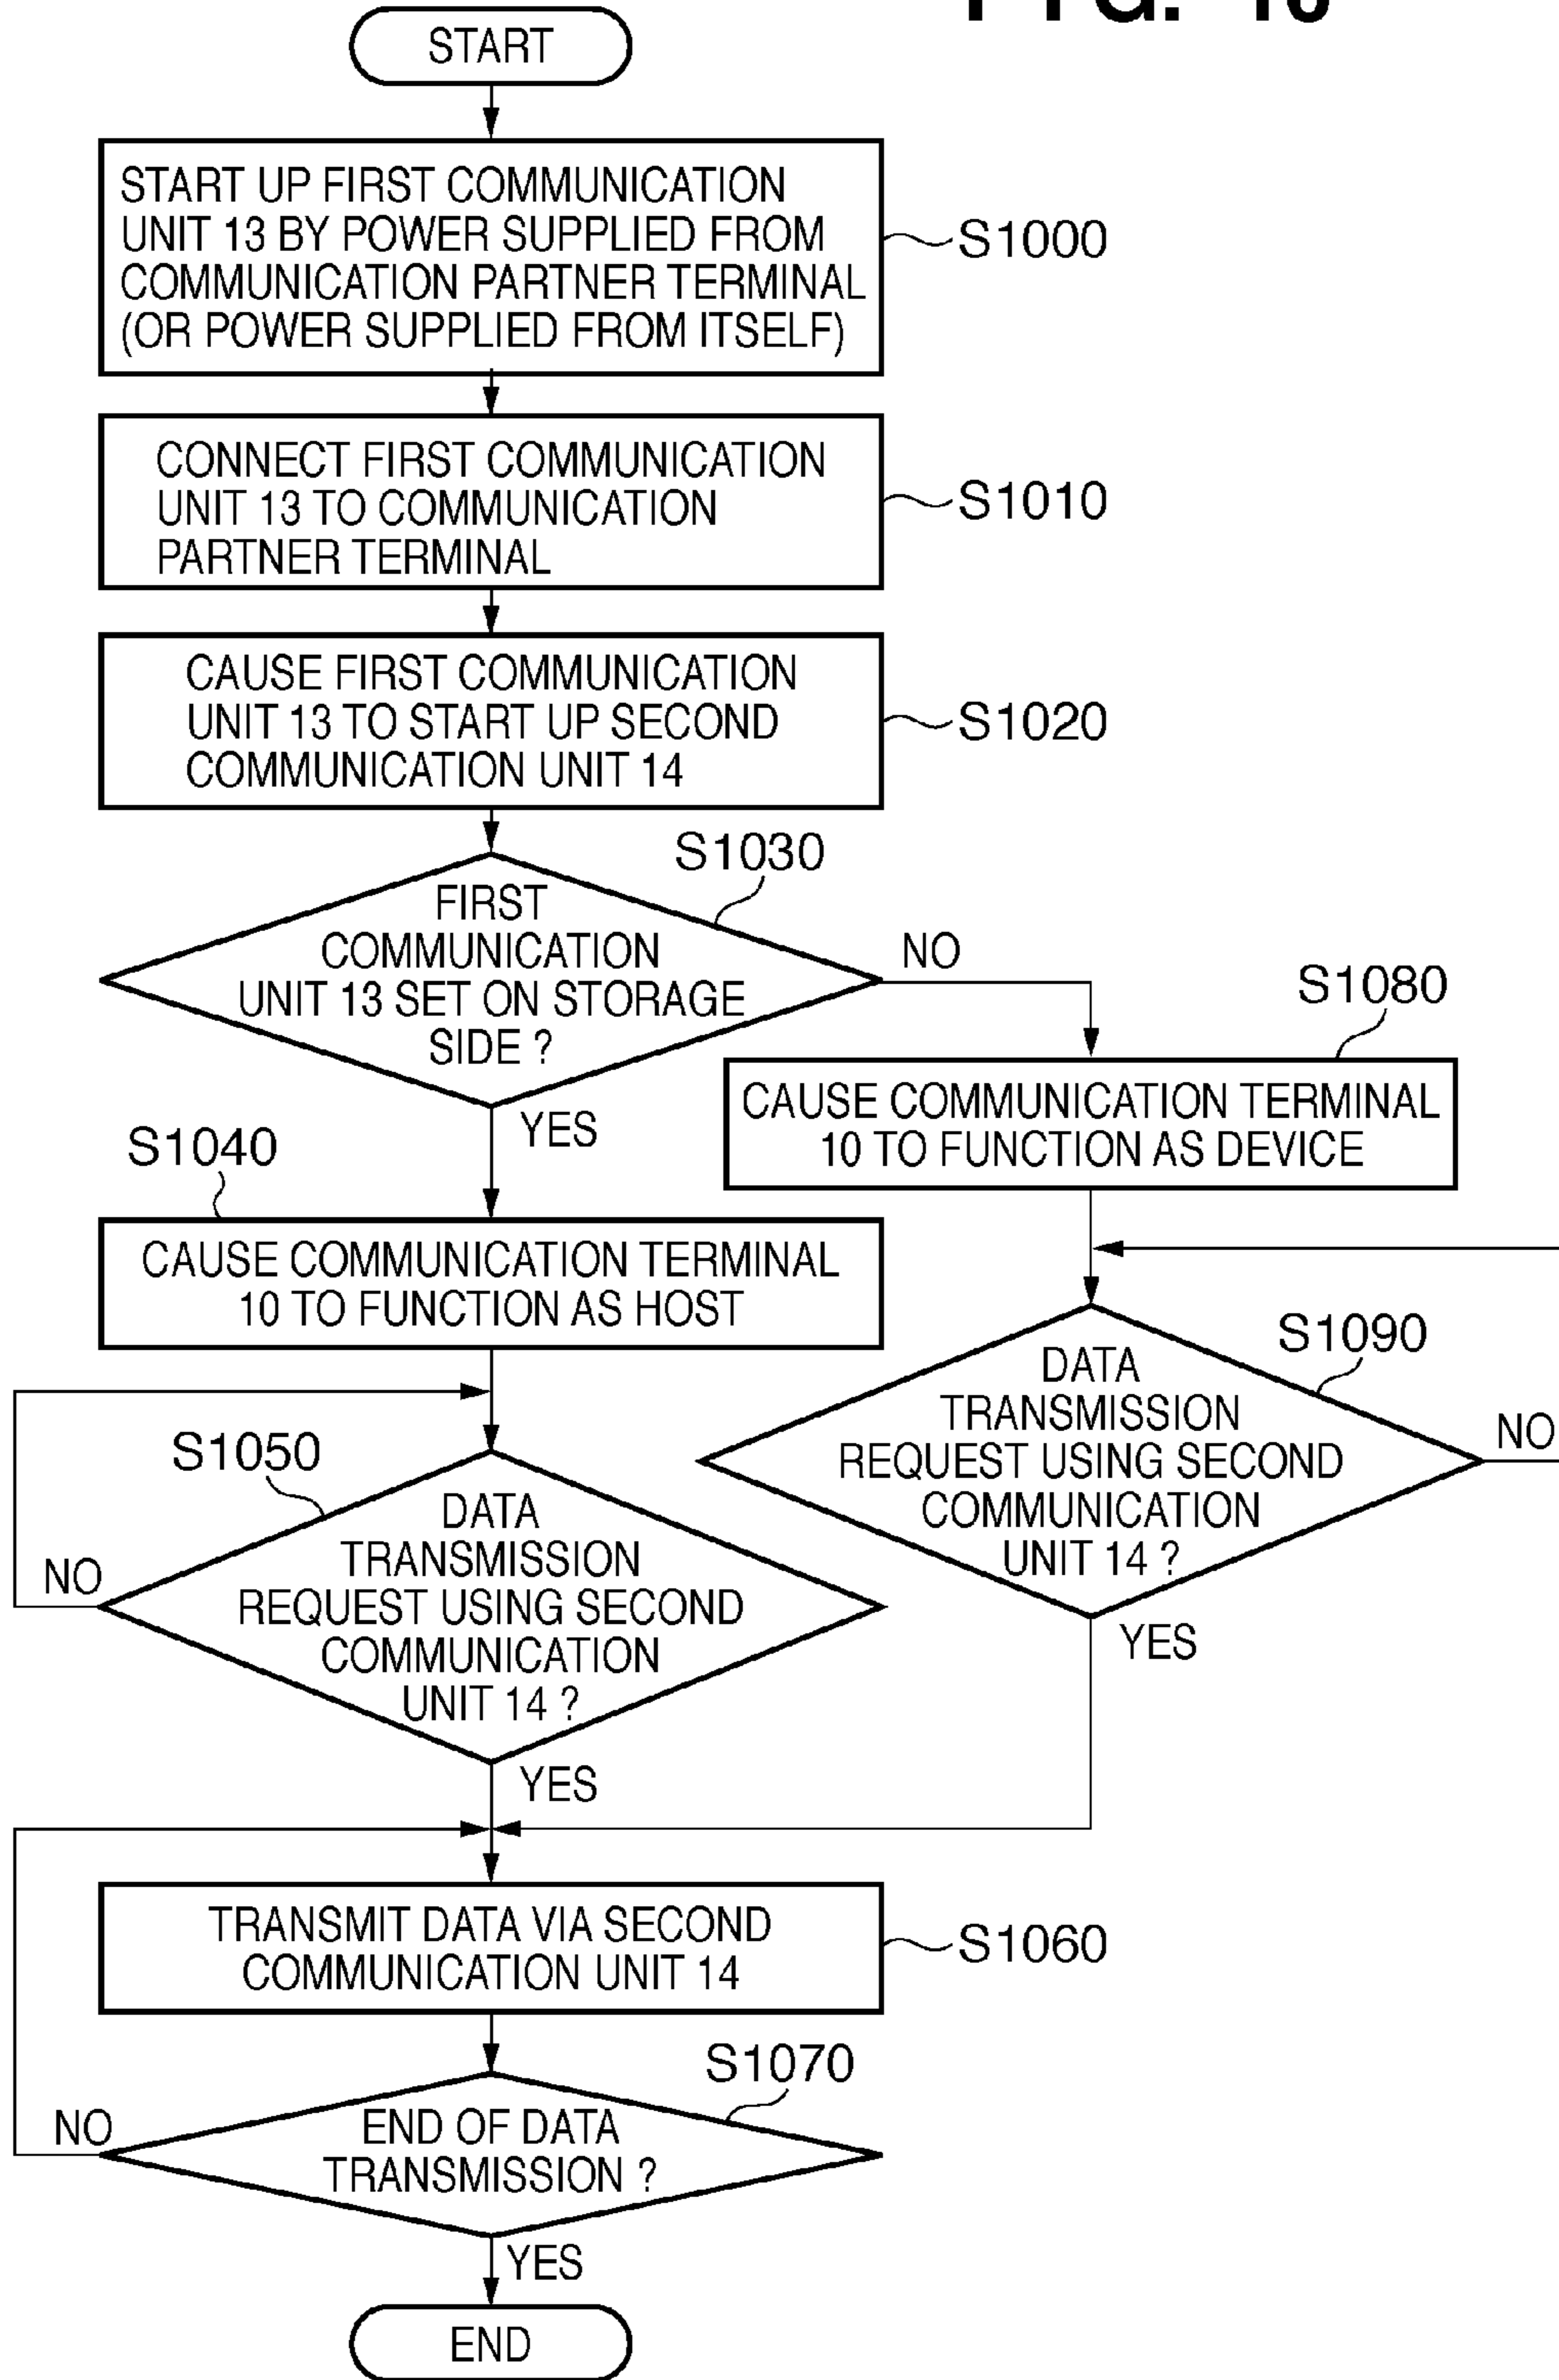 START
START UP FIRST COMMUNICATION
UNIT 13 BY POWER SUPPLIED FROM
COMMUNICATION PARTNER TERMINAL
(OR POWER SUPPLIED FROM ITSELF)
S1000
CONNECT FIRST COMMUNICATION
UNIT 13 TO COMMUNICATION
PARTNER TERMINAL
S1010
CAUSE FIRST COMMUNICATION
UNIT 13 TO START UP SECOND
COMMUNICATION UNIT 14
S1020
S1030
FIRST
COMMUNICATION
UNIT 13 SET ON STORAGE
SIDE ?
NO
YES
S1080
CAUSE COMMUNICATION TERMINAL
10 TO FUNCTION AS DEVICE
S1040
CAUSE COMMUNICATION TERMINAL
10 TO FUNCTION AS HOST
S1090
DATA
TRANSMISSION
REQUEST USING SECOND
COMMUNICATION
UNIT 14 ?
NO
YES
S1050
DATA
TRANSMISSION
REQUEST USING SECOND
COMMUNICATION
UNIT 14 ?
NO
YES
TRANSMIT DATA VIA SECOND
COMMUNICATION UNIT 14
S1060
S1070
END OF DATA
TRANSMISSION ?
NO
YES
END